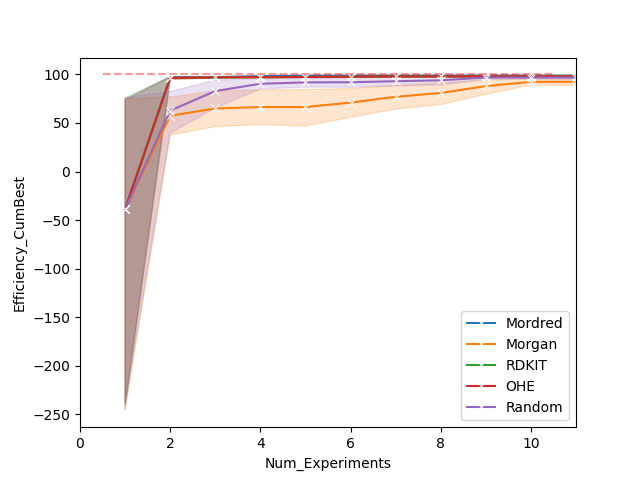 100
50
0
−50
−100
−150
−200
−250
Efficiency_CumBest
0 2 4 6 8 10
Num_Experiments
Mordred
Morgan
RDKIT
OHE
Random